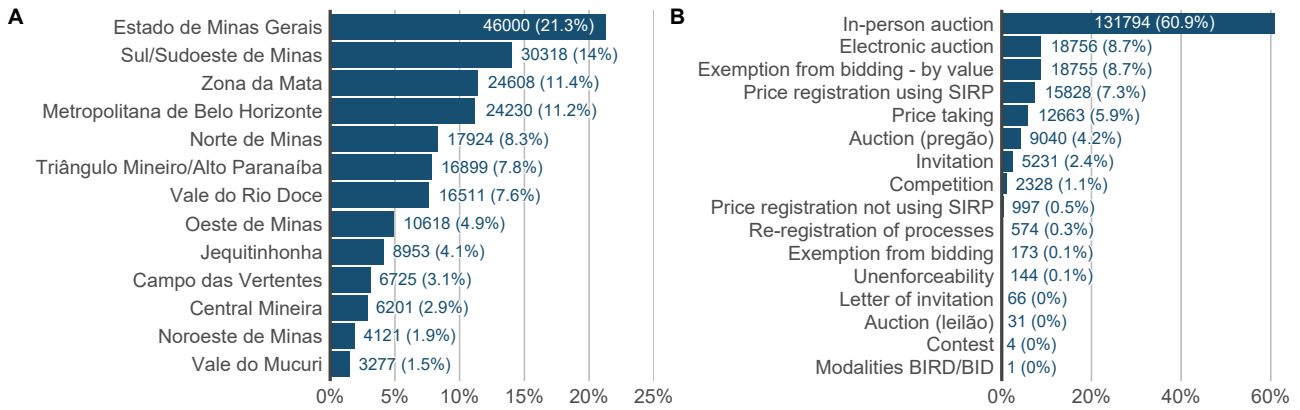 A
Estado de Minas Gerais 46000 (21.3%)
Sul/Sudoeste de Minas 30318 (14%)
Zona da Mata 24608 (11.4%)
Metropolitana de Belo Horizonte 24230 (11.2%)
Norte de Minas 17924 (8.3%)
Triângulo Mineiro/Alto Paranaíba 16899 (7.8%)
Vale do Rio Doce 16511 (7.6%)
Oeste de Minas 10618 (4.9%)
Jequitinhonha 8953 (4.1%)
Campo das Vertentes 6725 (3.1%)
Central Mineira 6201 (2.9%)
Noroeste de Minas 4121 (1.9%)
Vale do Mucuri 3277 (1.5%)
0% 5% 10% 15% 20% 25%
B
In-person auction 131794 (60.9%)
Electronic auction 18756 (8.7%)
Exemption from bidding - by value 18755 (8.7%)
Price registration using SIRP 15828 (7.3%)
Price taking 12663 (5.9%)
Auction (pregão) 9040 (4.2%)
Invitation 5231 (2.4%)
Competition 2328 (1.1%)
Price registration not using SIRP 997 (0.5%)
Re-registration of processes 574 (0.3%)
Exemption from bidding 173 (0.1%)
Unenforceability 144 (0.1%)
Letter of invitation 66 (0%)
Auction (leilão) 31 (0%)
Contest 4 (0%)
Modalities BIRD/BID 1 (0%)
0% 20% 40% 60%